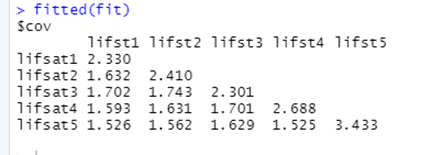 > fitted(fit)
$cov
lifst1 lifst2 lifst3 lifst4 lifst5
lifsat1 2.330
lifsat2 1.632 2.410
lifsat3 1.702 1.743 2.301
lifsat4 1.593 1.631 1.701 2.688
lifsat5 1.526 1.562 1.629 1.525 3.433